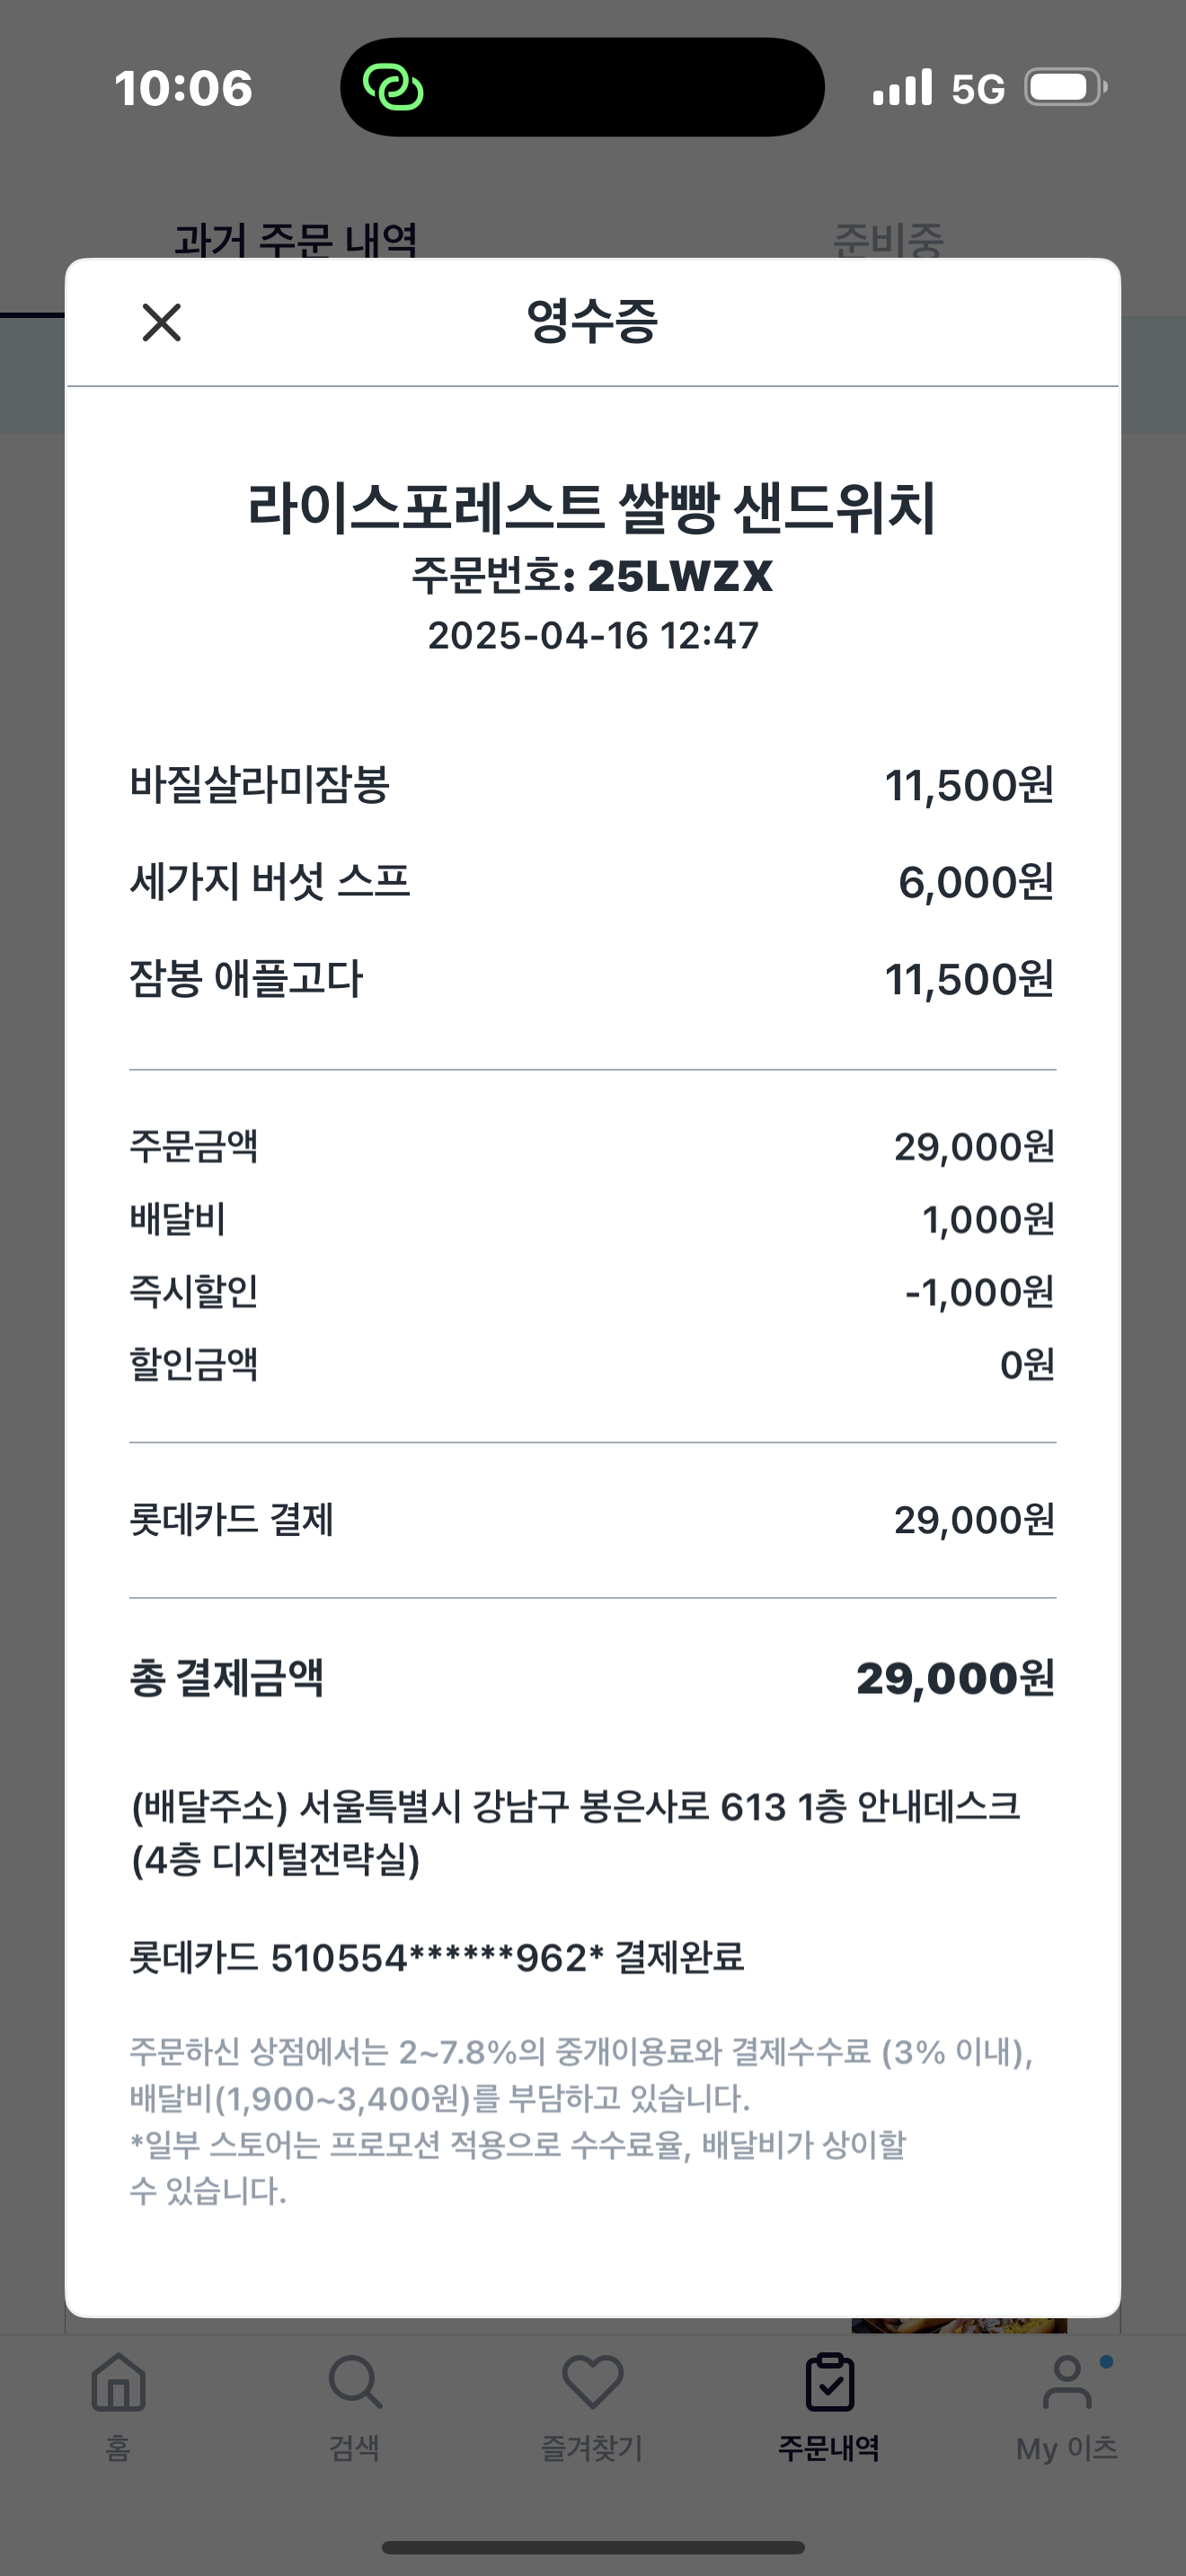 10:06
5G
과거 주문 내역
준비중
영수증
라이스포레스트 쌀빵 샌드위치
주문번호: 25LWZX
2025-04-16 12:47
바질살라미잠봉 11,500원
세가지 버섯 스프 6,000원
잠봉 애플고다 11,500원
주문금액 29,000원
배달비 1,000원
즉시할인 -1,000원
할인금액 0원
롯데카드 결제 29,000원
총 결제금액 29,000원
(배달주소) 서울특별시 강남구 봉은사로 613 1층 안내데스크
(4층 디지털전략실)
롯데카드 510554******962* 결제완료
주문하신 상점에서는 2~7.8%의 중개이용료와 결제수수료 (3% 이내),
배달비(1,900~3,400원)를 부담하고 있습니다.
*일부 스토어는 프로모션 적용으로 수수료율, 배달비가 상이할
수 있습니다.
홈 검색 즐겨찾기 주문내역 My 이츠